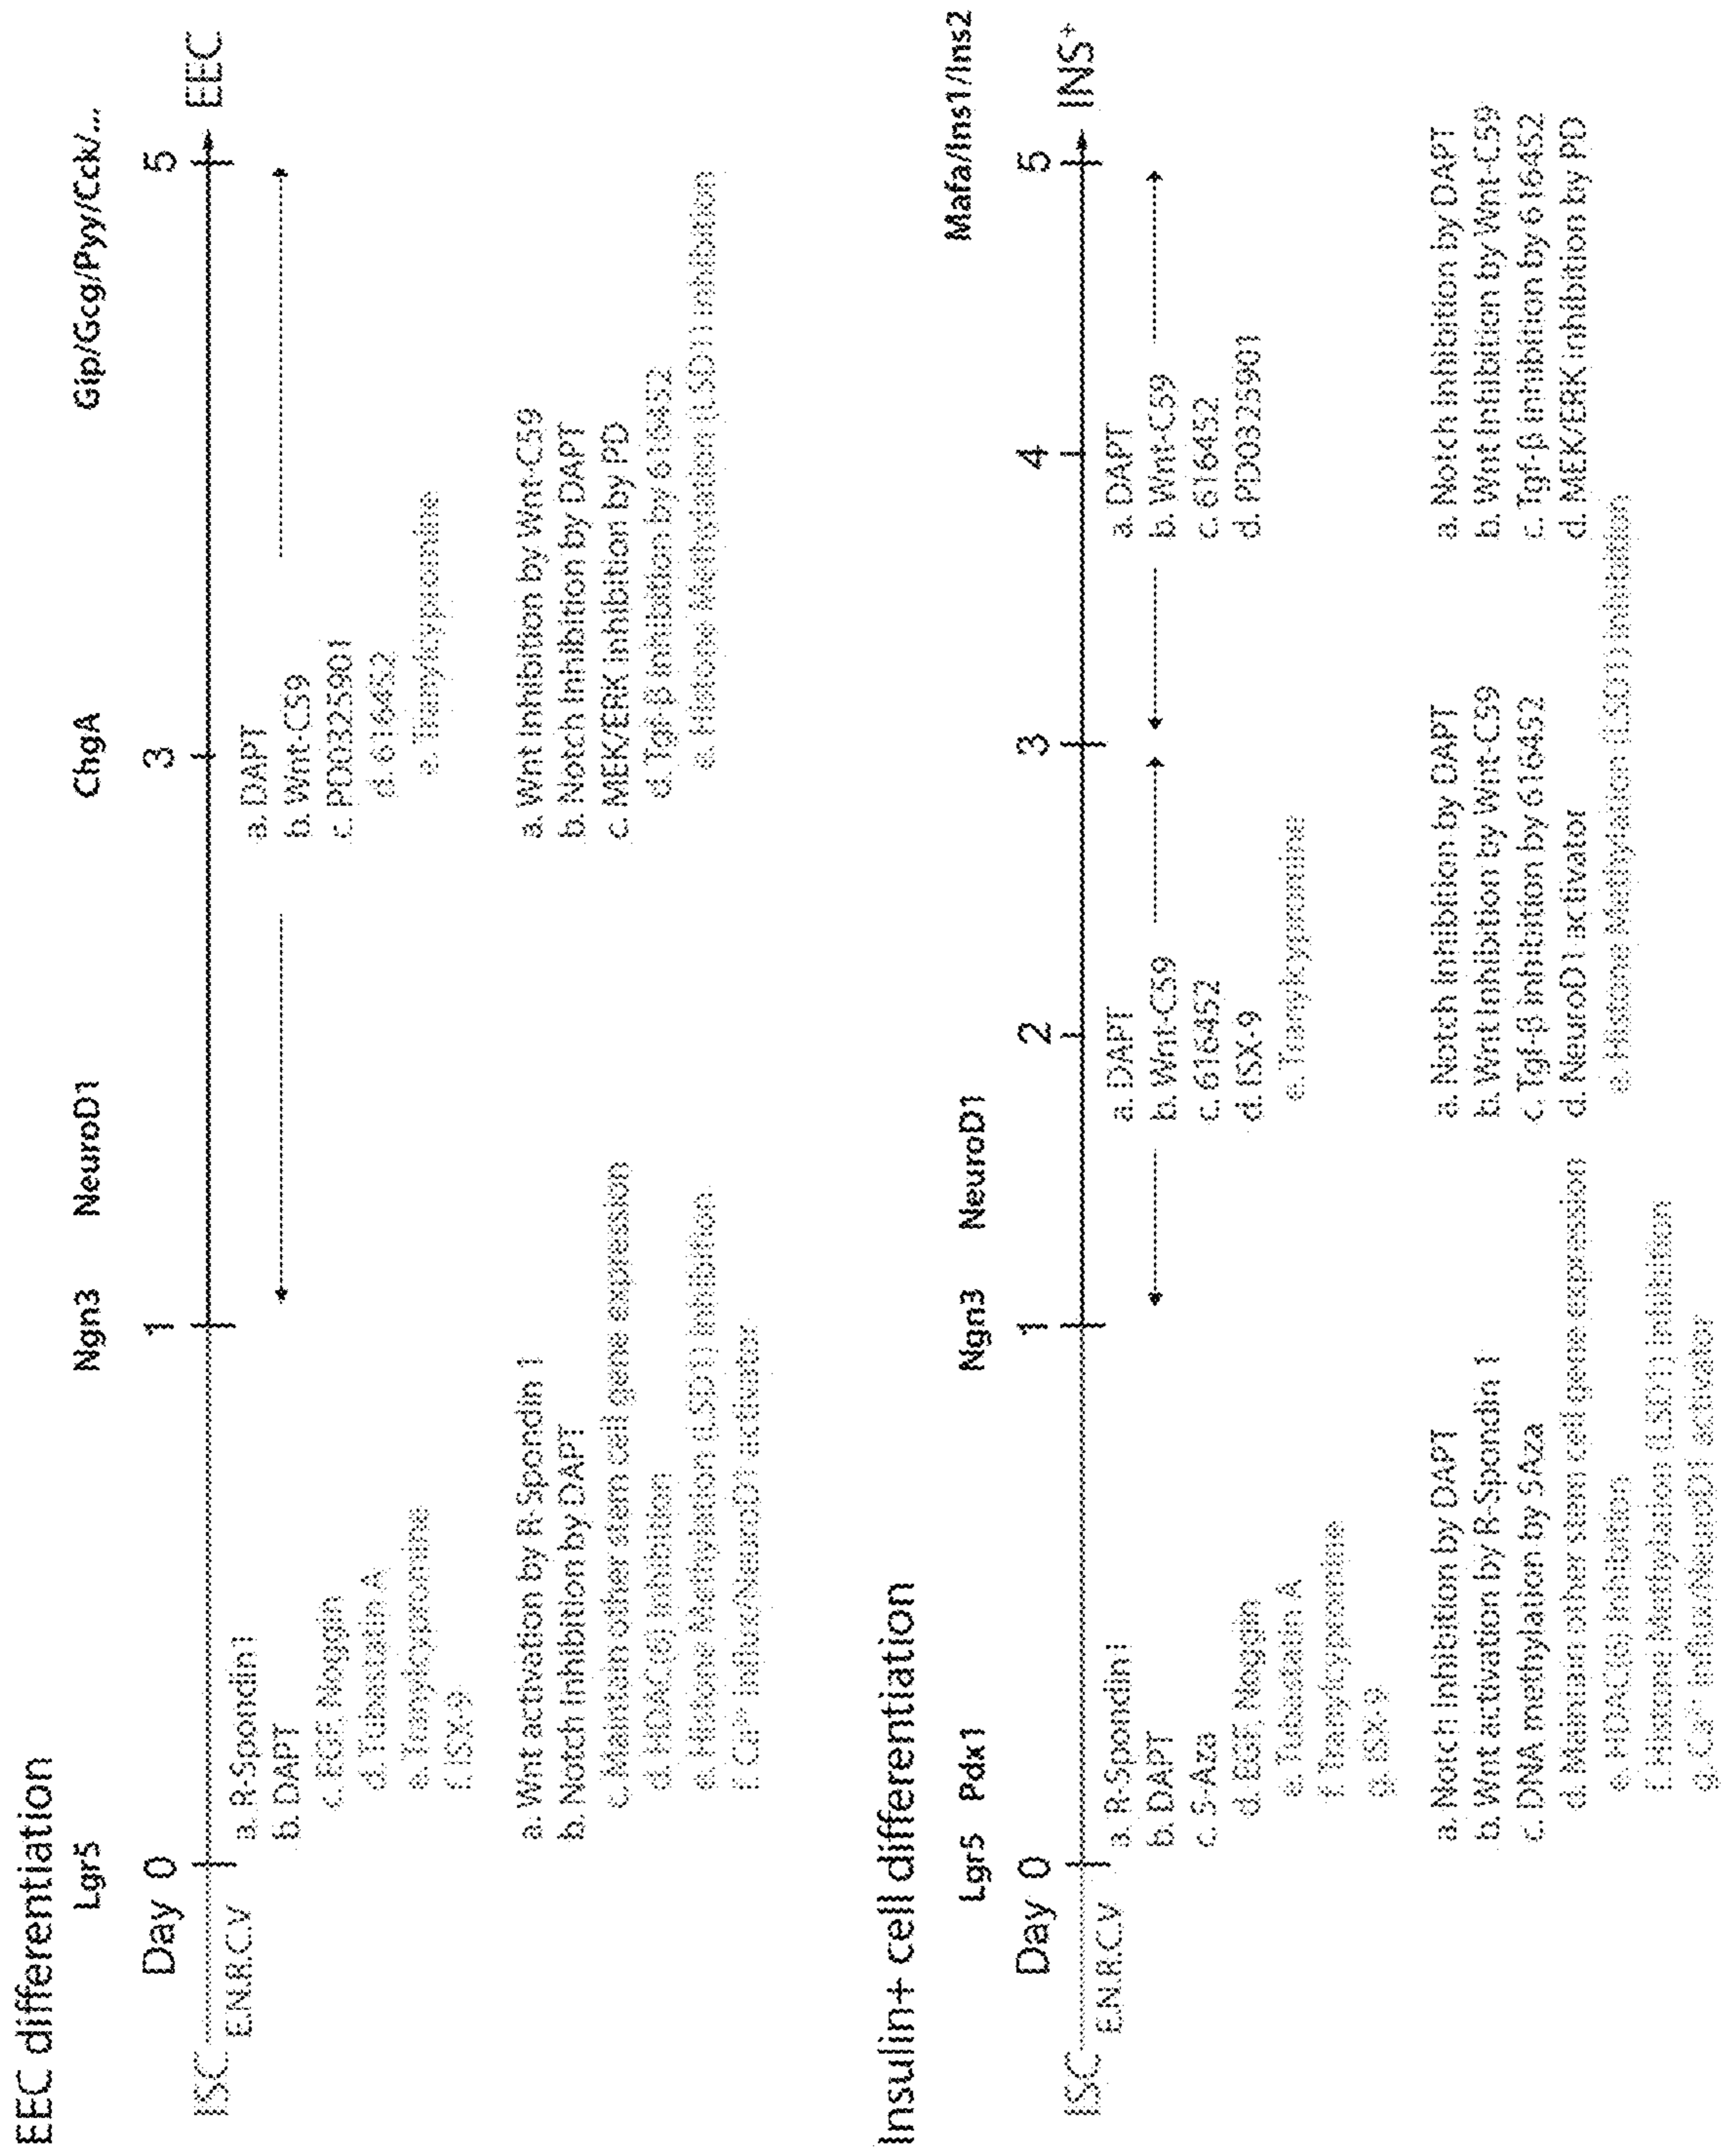 EEC differentiation
Lgr5 Ngn3 NeuroD1 ChgA Gip/Gcg/Pyy/Cck/...
Day 0 1 3 5
ISC EEC
E.N.R.C.V
a. R-Spondin1
b. DAPT
c. EGF, Noggin
d. Tubastatin A
e. Tranylcypomine
f. ISX-9
a. DAPT
b. Wnt-C59
c. PD0325901
d. 616452
e. Tranylcypomine
a. Wnt activation by R-Spondin 1
b. Notch Inhibition by DAPT
c. Maintain other stem cell gene expression
d. HDAC(6) Inhibition
e. Histone Methylation (LSD1) Inhibition
f. Ca²⁺ Influx/NeuroD1 activator
a. Wnt Inhibition by Wnt-C59
b. Notch Inhibition by DAPT
c. MEK/ERK inhibition by PD
d. Tgf-β Inhibition by 616452
e. Histone Methylation (LSD1) Inhibition
Insulin+ cell differentiation
Lgr5 Pdx1 Ngn3 NeuroD1 Mafa/Ins1/Ins2
Day 0 1 2 3 4 5
ISC INS⁺
E.N.R.C.V
a. R-Spondin1
b. DAPT
c. 5-Aza
d. EGF, Noggin
e. Tubastatin A
f. Tranylcypomine
g. ISX-9
a. DAPT
b. Wnt-C59
c. 616452
d. ISX-9
e. Tranylcypomine
a. DAPT
b. Wnt-C59
c. 616452
d. PD0325901
a. Notch Inhibition by DAPT
b. Wnt activation by R-Spondin 1
c. DNA methylation by 5Aza
d. Maintain other stem cell gene expression
e. HDAC(6) Inhibition
f. Histone Methylation (LSD1) Inhibition
g. Ca²⁺ Influx/NeuroD1 activator
a. Notch Inhibition by DAPT
b. Wnt Inhibition by Wnt-C59
c. Tgf-β Inhibition by 616452
d. NeuroD1 activator
e. Histone Methylation (LSD1) Inhibition
a. Notch Inhibition by DAPT
b. Wnt Inhibition by Wnt-C59
c. Tgf-β Inhibition by 616452
d. MEK/ERK inhibition by PD